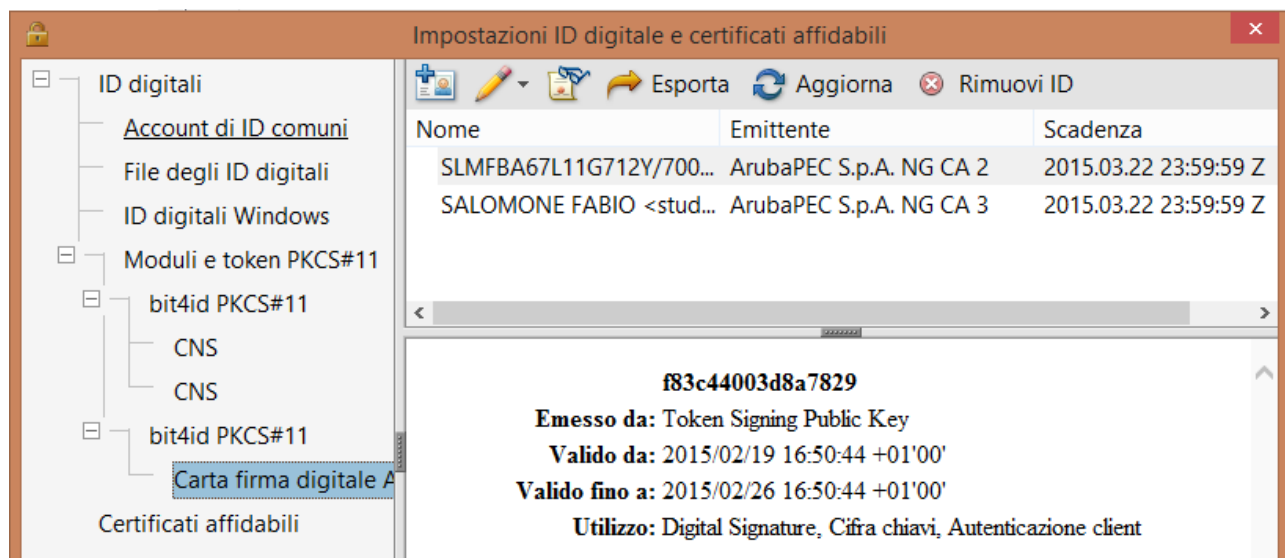 Impostazioni ID digitale e certificati affidabili
ID digitali
Account di ID comuni
File degli ID digitali
ID digitali Windows
Moduli e token PKCS#11
bit4id PKCS#11
CNS
CNS
bit4id PKCS#11
Carta firma digitale A
Certificati affidabili
Esporta Aggiorna Rimuovi ID
Nome Emittente Scadenza
SLMFBA67L11G712Y/700... ArubaPEC S.p.A. NG CA 2 2015.03.22 23:59:59 Z
SALOMONE FABIO <stud... ArubaPEC S.p.A. NG CA 3 2015.03.22 23:59:59 Z
f83c44003d8a7829
Emesso da: Token Signing Public Key
Valido da: 2015/02/19 16:50:44 +01'00'
Valido fino a: 2015/02/26 16:50:44 +01'00'
Utilizzo: Digital Signature, Cifra chiavi, Autenticazione client